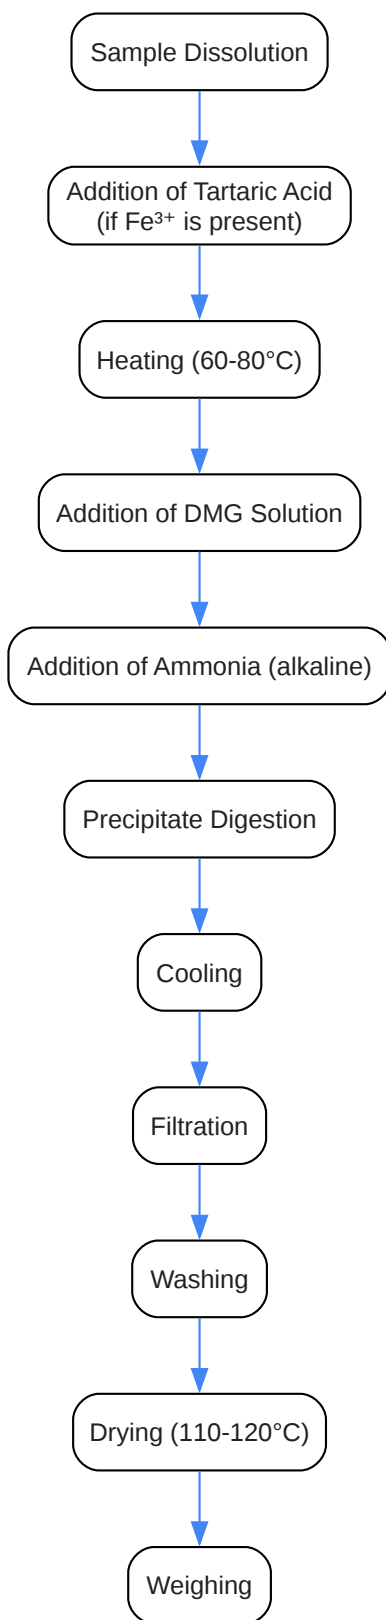 Sample Dissolution
Addition of Tartaric Acid
(if Fe³⁺ is present)
Heating (60-80°C)
Addition of DMG Solution
Addition of Ammonia (alkaline)
Precipitate Digestion
Cooling
Filtration
Washing
Drying (110-120°C)
Weighing